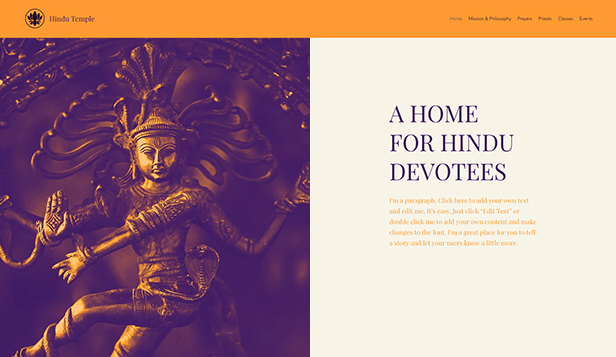 Hindu Temple
Home Mission & Philosophy Prayers Priests Classes Events
A HOME
FOR HINDU
DEVOTEES
I'm a paragraph. Click here to add your own text
and edit me. It's easy. Just click "Edit Text" or
double click me to add your own content and make
changes to the font. I'm a great place for you to tell
a story and let your users know a little more.